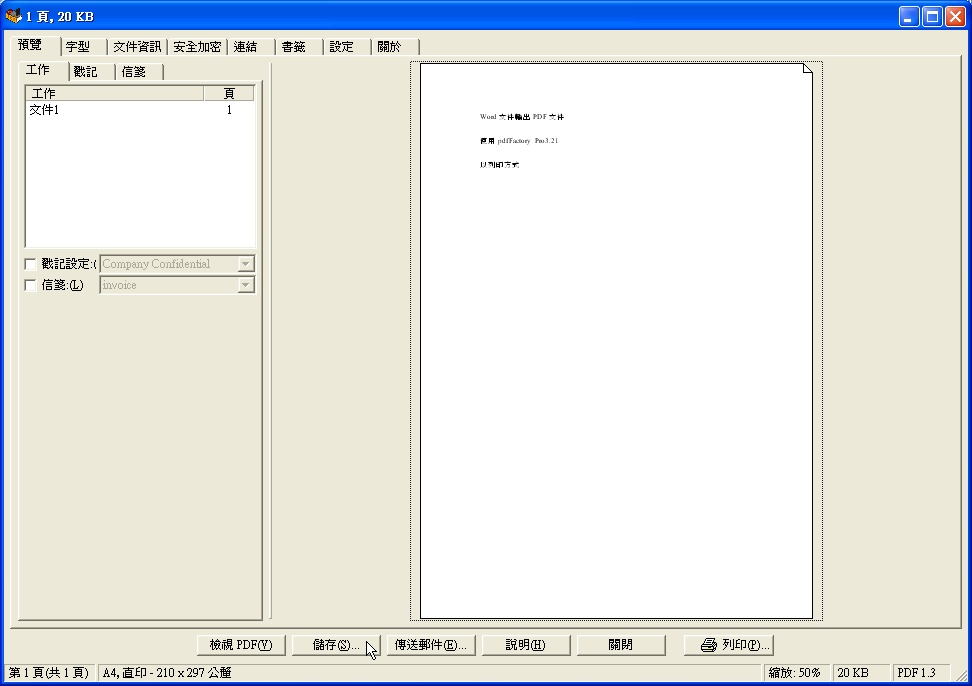 1 頁, 20 KB
預覽 字型 文件資訊 安全加密 連結 書籤 設定 關於
工作 戳記 信箋
工作 頁
文件1 1
戳記設定:( Company Confidential
信箋:(L) invoice
Word 文件輸出 PDF 文件
使用 pdfFactory Pro3.21
以列印方式
檢視 PDF(V) 儲存(S)... 傳送郵件(E)... 說明(H) 關閉 列印(P)...
第 1 頁(共 1 頁) A4, 直印 - 210 x 297 公釐 縮放: 50% 20 KB PDF 1.3